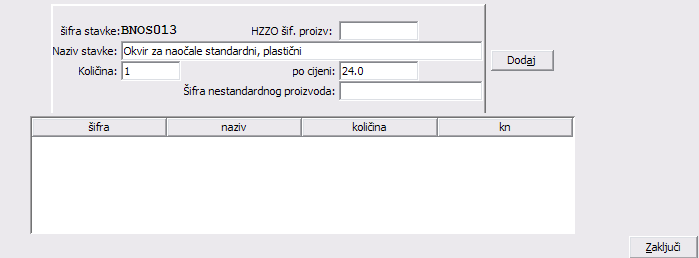 šifra stavke: BNOS013 HZZO šif. proizv:
Naziv stavke: Okvir za naočale standardni, plastični
Količina: 1 po cijeni: 24.0
Dodaj
Šifra nestandardnog proizvoda:
šifra naziv količina kn
Zaključi